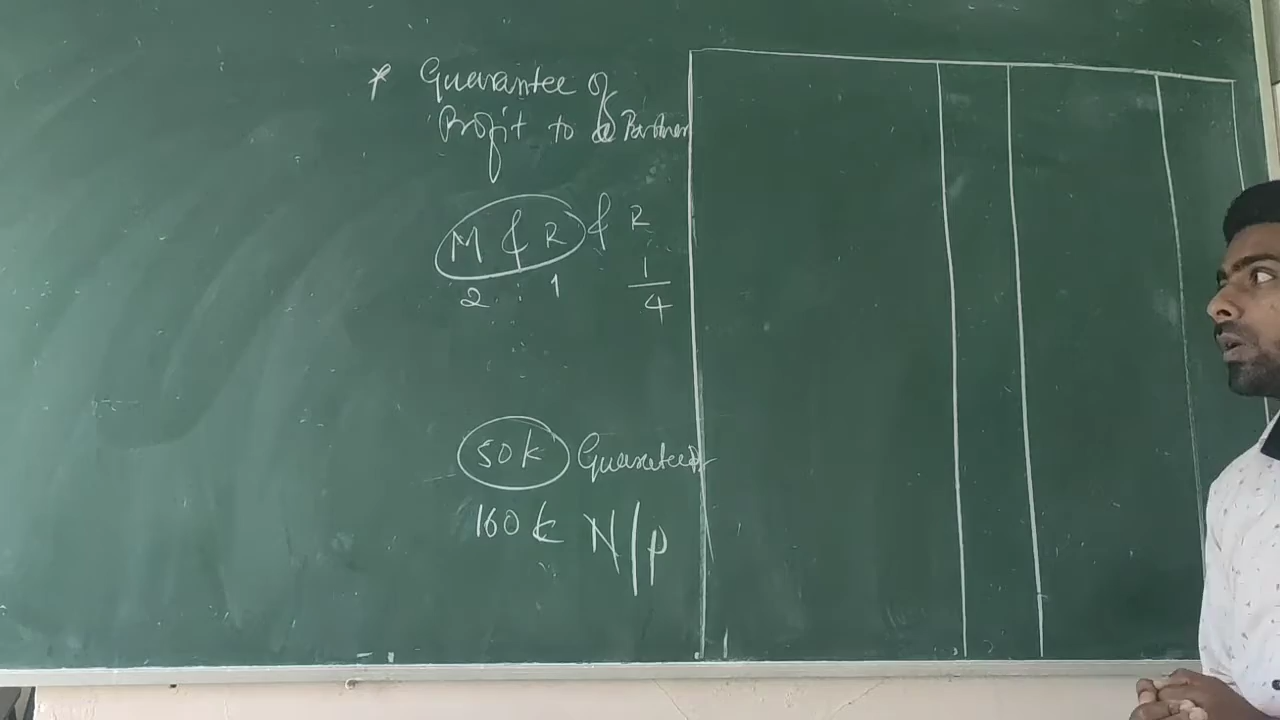 * Guarantee of
Profit to a Partner
M & R & R
2 : 1 1/4
50k Guaranteed
160k N/P